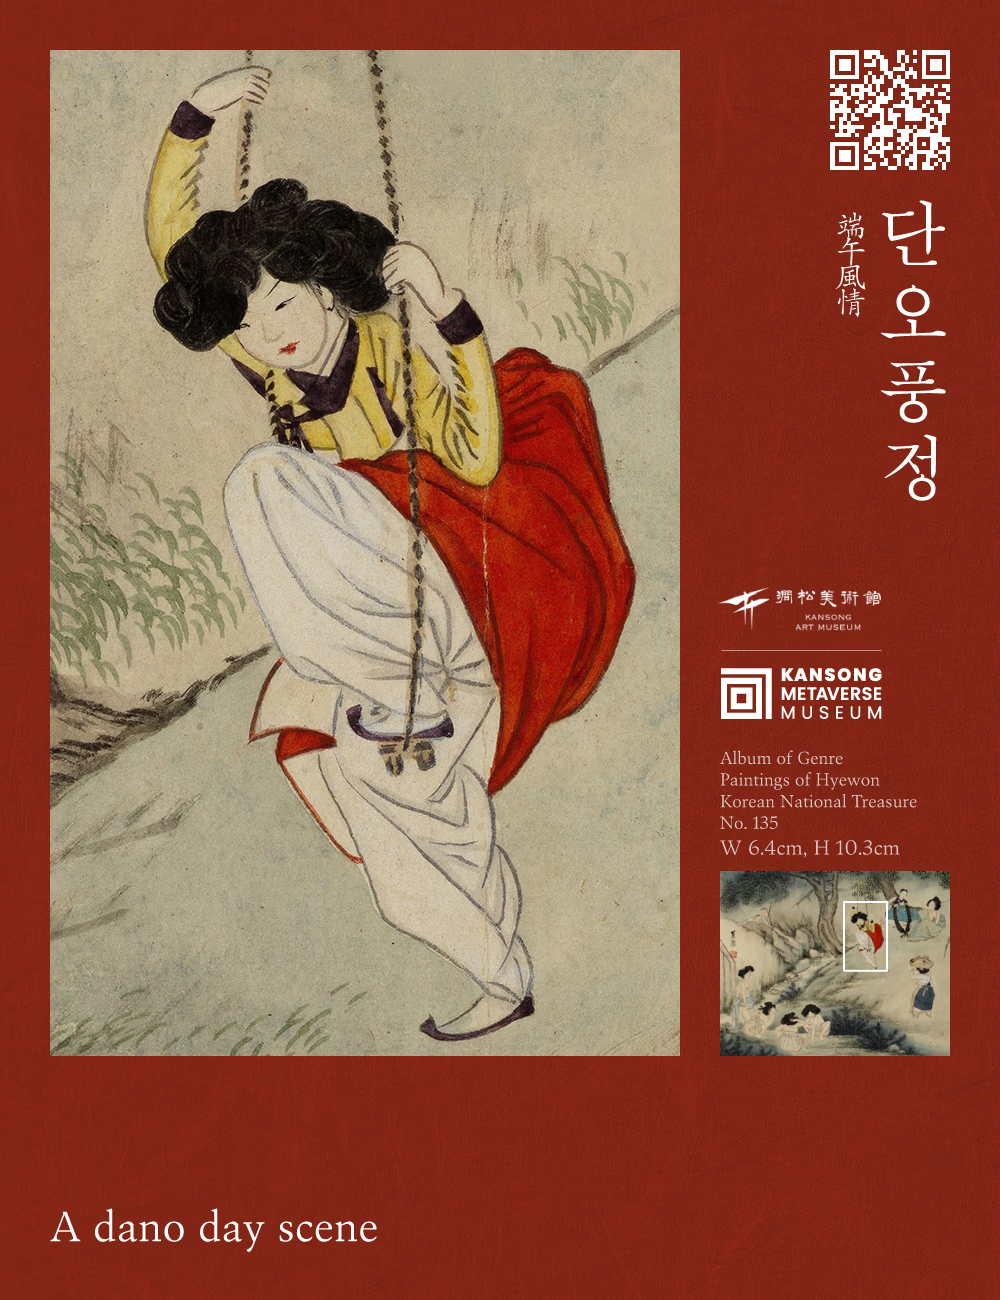 단오풍정
端午風情
澗松美術館
KANSONG
ART MUSEUM
KANSONG
METAVERSE
MUSEUM
Album of Genre
Paintings of Hyewon
Korean National Treasure
No. 135
W 6.4cm, H 10.3cm
A dano day scene